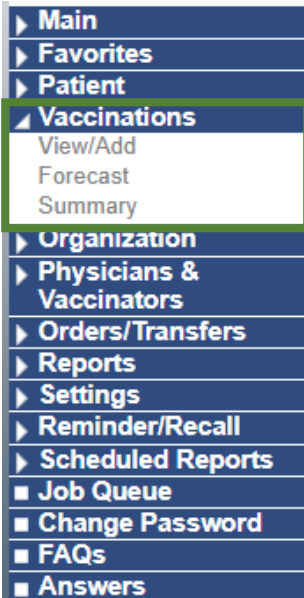 Main
Favorites
Patient
Vaccinations
View/Add
Forecast
Summary
Organization
Physicians &
Vaccinators
Orders/Transfers
Reports
Settings
Reminder/Recall
Scheduled Reports
Job Queue
Change Password
FAQs
Answers